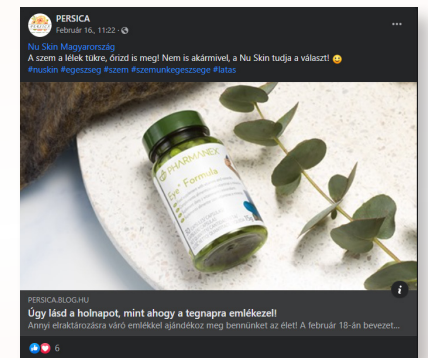 PERSICA
Február 16., 11:22 ·
Nu Skin Magyarország
A szem a lélek tükre, őrizd is meg! Nem is akármivel, a Nu Skin tudja a választ!
#nuskin #egeszseg #szem #szemunkegeszsege #latas
PHARMANEX
Eye Formula
PERSICA.BLOG.HU
Úgy lásd a holnapot, mint ahogy a tegnapra emlékezel!
Annyi elraktározásra váró emlékkel ajándékoz meg bennünket az élet! A február 18-án bevezet...
6